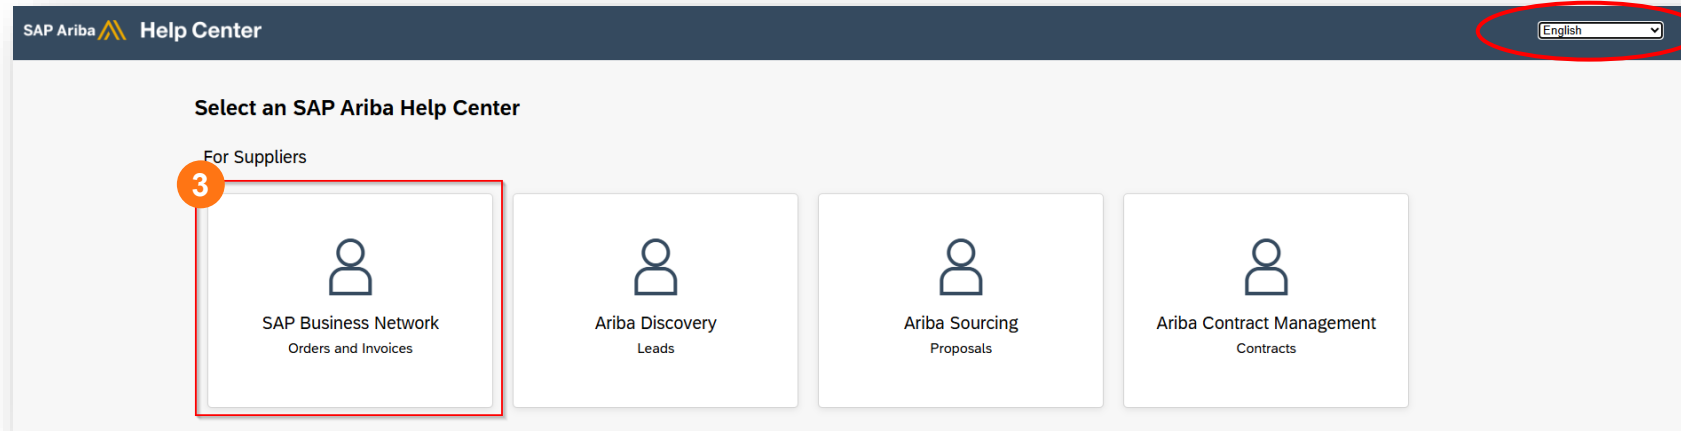 SAP Ariba Help Center
English
Select an SAP Ariba Help Center
For Suppliers
3
SAP Business Network
Orders and Invoices
Ariba Discovery
Leads
Ariba Sourcing
Proposals
Ariba Contract Management
Contracts